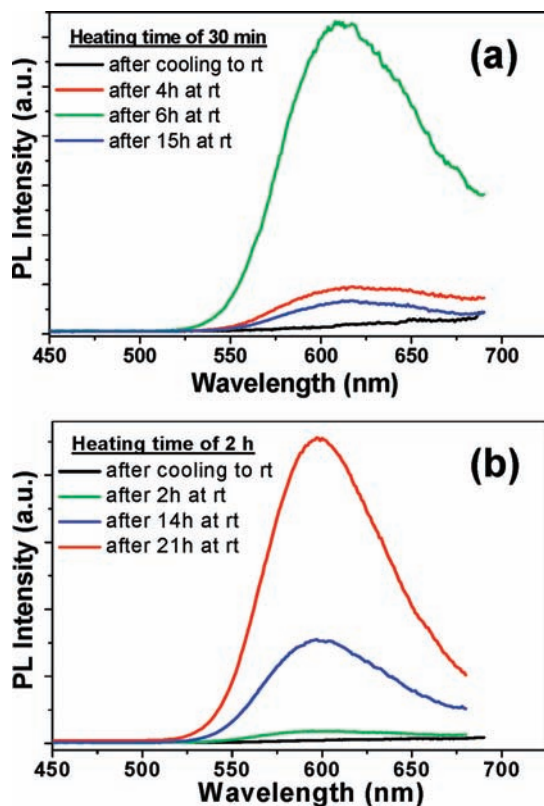 Heating time of 30 min
(a)
after cooling to rt
after 4h at rt
after 6h at rt
after 15h at rt
PL Intensity (a.u.)
450 500 550 600 650 700
Wavelength (nm)
Heating time of 2 h
(b)
after cooling to rt
after 2h at rt
after 14h at rt
after 21h at rt
PL Intensity (a.u.)
450 500 550 600 650 700
Wavelength (nm)